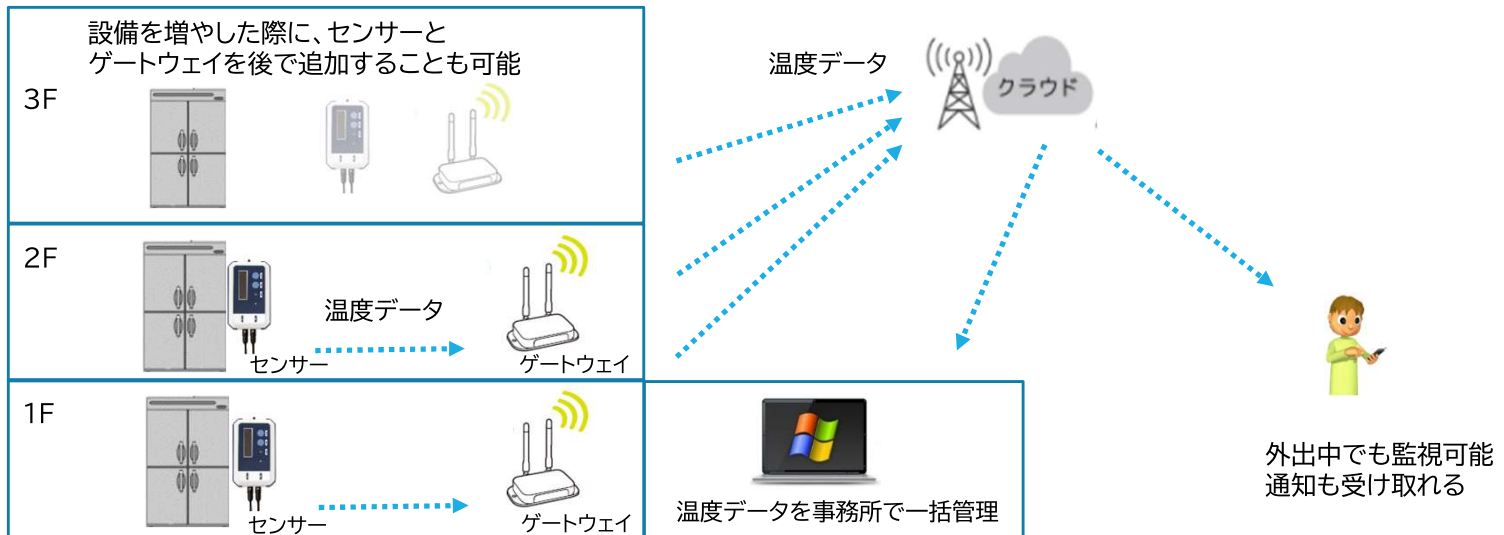 設備を増やした際に、センサーと
ゲートウェイを後で追加することも可能
3F
温度データ
クラウド
2F
温度データ
センサー
ゲートウェイ
1F
センサー
ゲートウェイ
温度データを事務所で一括管理
外出中でも監視可能
通知も受け取れる